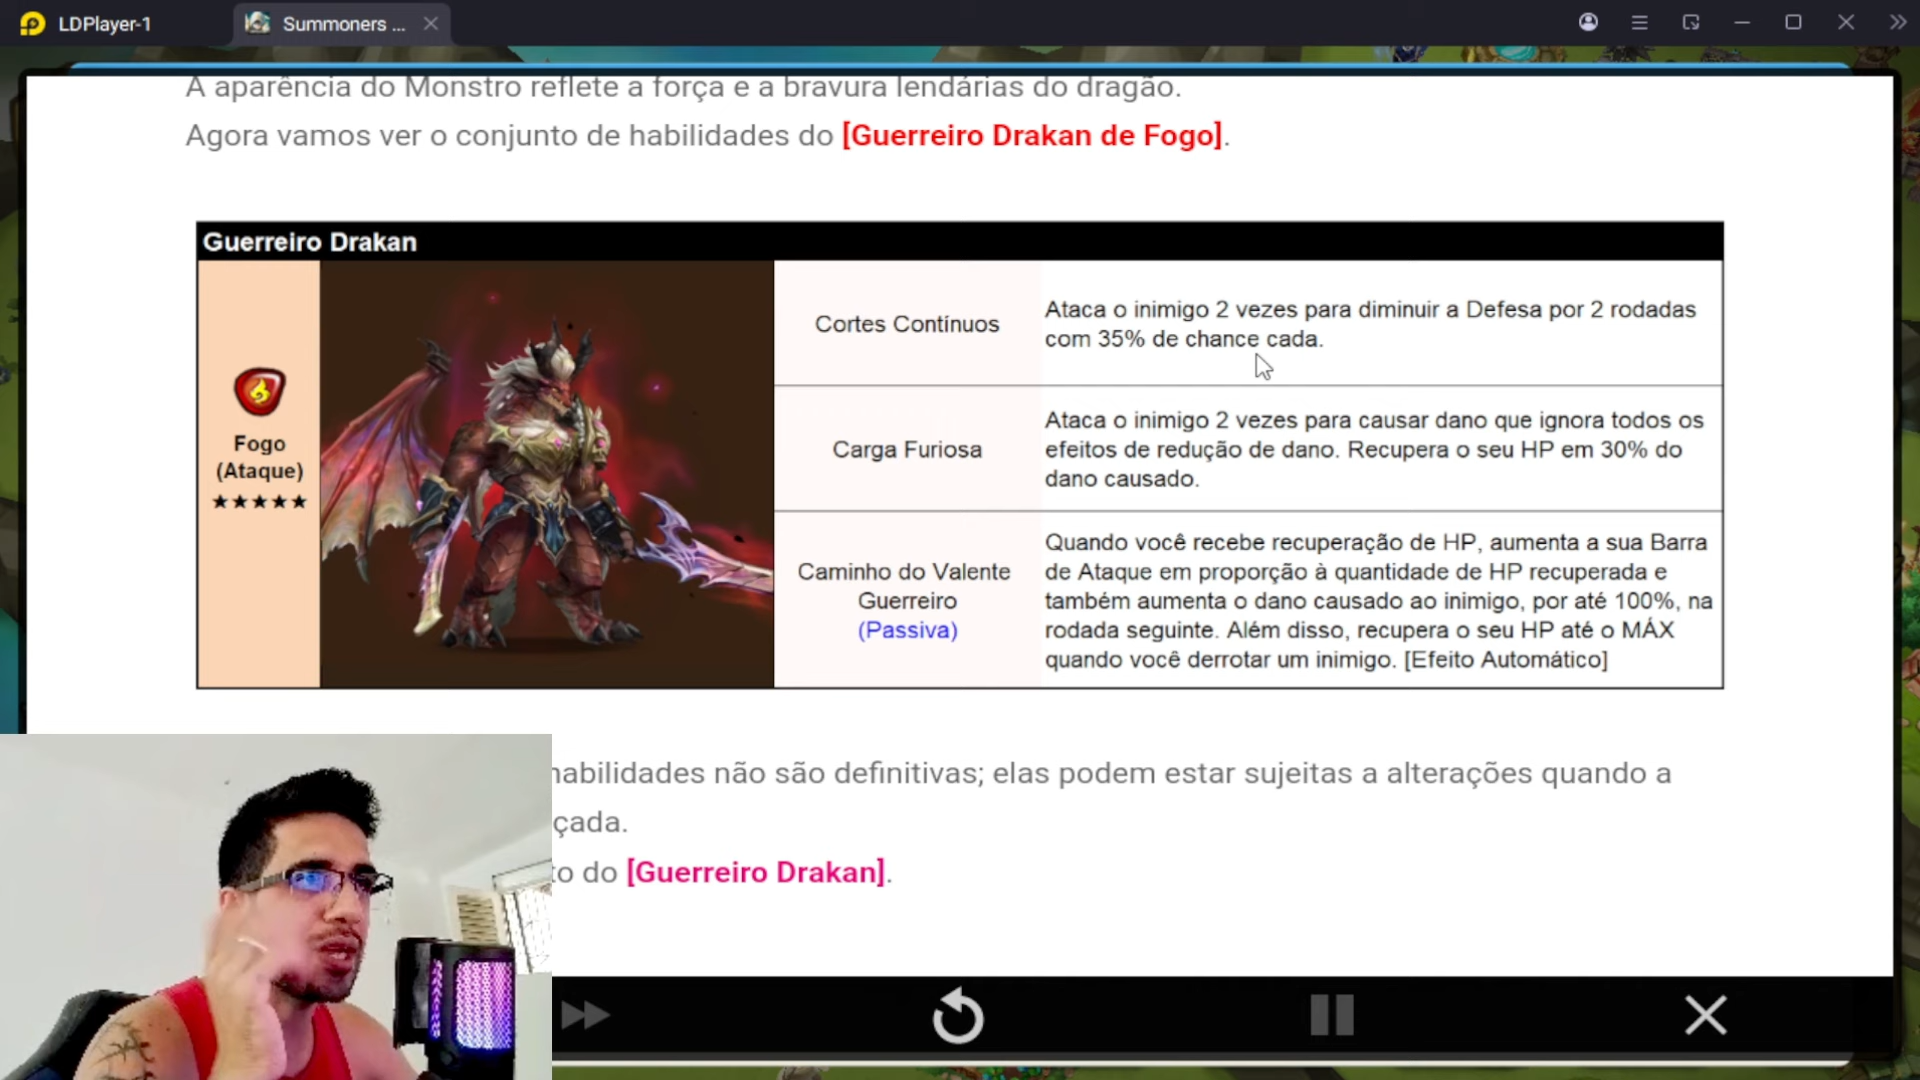 LDPlayer-1
Summoners ...
A aparência do Monstro reflete a força e a bravura lendárias do dragão.
Agora vamos ver o conjunto de habilidades do [Guerreiro Drakan de Fogo].
Guerreiro Drakan
Fogo
(Ataque)
★★★★★
Cortes Contínuos
Ataca o inimigo 2 vezes para diminuir a Defesa por 2 rodadas
com 35% de chance cada.
Carga Furiosa
Ataca o inimigo 2 vezes para causar dano que ignora todos os
efeitos de redução de dano. Recupera o seu HP em 30% do
dano causado.
Caminho do Valente
Guerreiro
(Passiva)
Quando você recebe recuperação de HP, aumenta a sua Barra
de Ataque em proporção à quantidade de HP recuperada e
também aumenta o dano causado ao inimigo, por até 100%, na
rodada seguinte. Além disso, recupera o seu HP até o MÁX
quando você derrotar um inimigo. [Efeito Automático]
habilidades não são definitivas; elas podem estar sujeitas a alterações quando a
çada.
to do [Guerreiro Drakan].